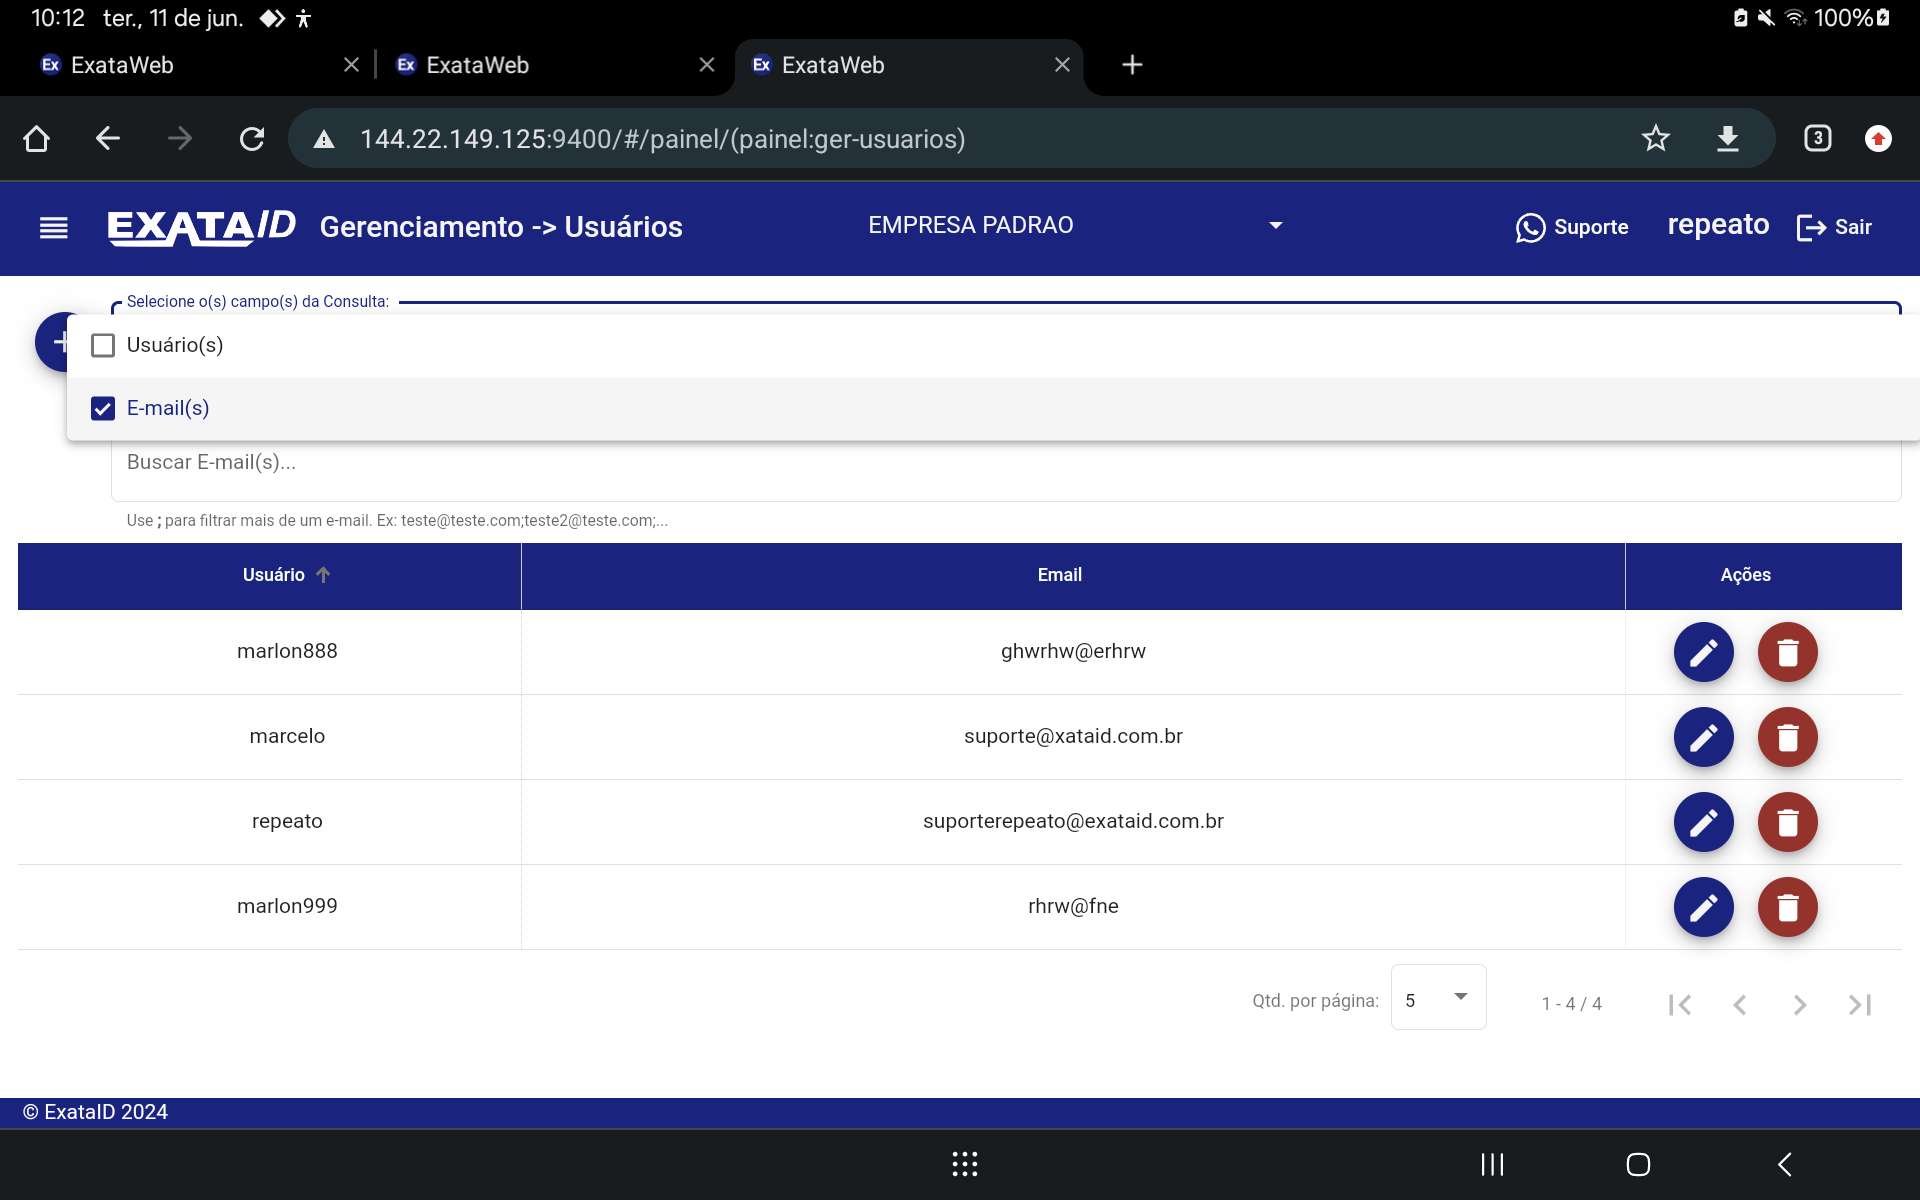 10:12 ter., 11 de jun. 100%
Ex ExataWeb Ex ExataWeb Ex ExataWeb
144.22.149.125:9400/#/painel/(painel:ger-usuarios) 3
EXATA/ID Gerenciamento -> Usuários EMPRESA PADRAO Suporte repeato Sair
Selecione o(s) campo(s) da Consulta:
Usuário(s)
E-mail(s)
Buscar E-mail(s)...
Use ; para filtrar mais de um e-mail. Ex: teste@teste.com;teste2@teste.com;...
Usuário Email Ações
marlon888 ghwrhw@erhrw
marcelo suporte@xataid.com.br
repeato suporterepeato@exataid.com.br
marlon999 rhrw@fne
Qtd. por página: 5 1 - 4 / 4
© ExataID 2024